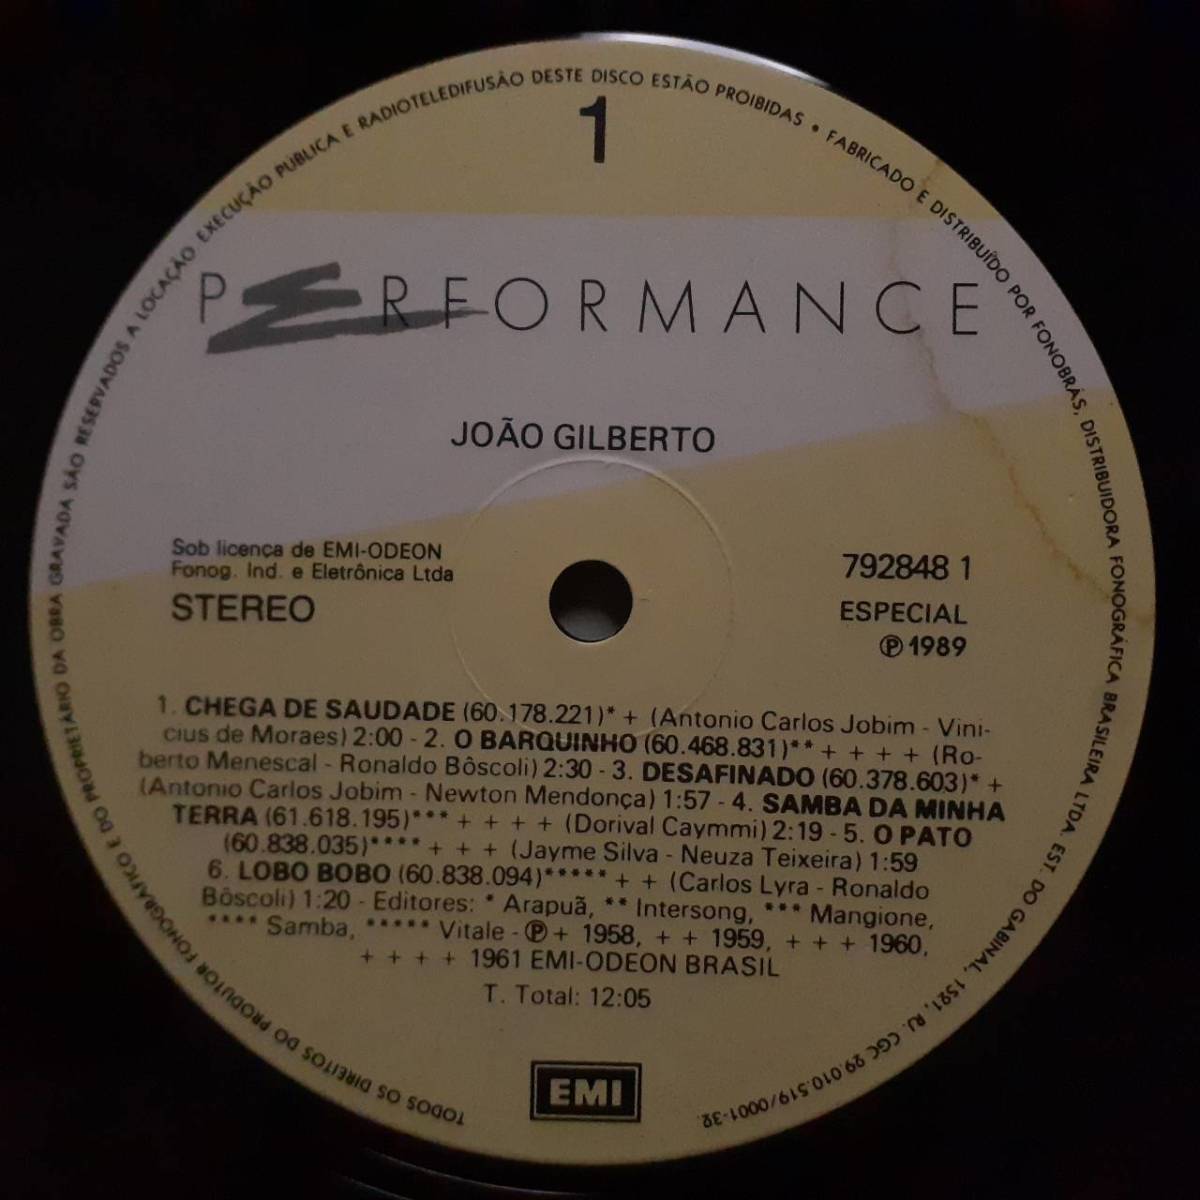 TODOS OS DIREITOS DO PRODUTOR FONOGRÁFICO E DO PROPRIETÁRIO DA OBRA GRAVADA SÃO RESERVADOS A LOCAÇÃO EXECUÇÃO PÚBLICA E RADIOTELEDIFUSÃO DESTE DISCO ESTÃO PROIBIDAS • FABRICADO E DISTRIBUÍDO POR FONOBRÁS, DISTRIBUIDORA FONOGRÁFICA BRASILEIRA LTDA. EST. DO GABINAL, 1521, RJ. CGC 29.010.519/0001-32.
1
PERFORMANCE
JOÃO GILBERTO
Sob licença de EMI-ODEON
Fonog. Ind. e Eletrônica Ltda
STEREO
792848 1
ESPECIAL
℗ 1989
1. CHEGA DE SAUDADE (60.178.221)* + (Antonio Carlos Jobim - Vini-
cius de Moraes) 2:00 - 2. O BARQUINHO (60.468.831)** + + + + (Ro-
berto Menescal - Ronaldo Bôscoli) 2:30 - 3. DESAFINADO (60.378.603)* +
(Antonio Carlos Jobim - Newton Mendonça) 1:57 - 4. SAMBA DA MINHA
TERRA (61.618.195)*** + + + + (Dorival Caymmi) 2:19 - 5. O PATO
(60.838.035)**** + + + (Jayme Silva - Neuza Teixeira) 1:59
6. LOBO BOBO (60.838.094)***** + + (Carlos Lyra - Ronaldo
Bôscoli) 1:20 - Editores: * Arapuã, ** Intersong, *** Mangione,
**** Samba, ***** Vitale - ℗ + 1958, + + 1959, + + + 1960,
+ + + + 1961 EMI-ODEON BRASIL
T. Total: 12:05
EMI